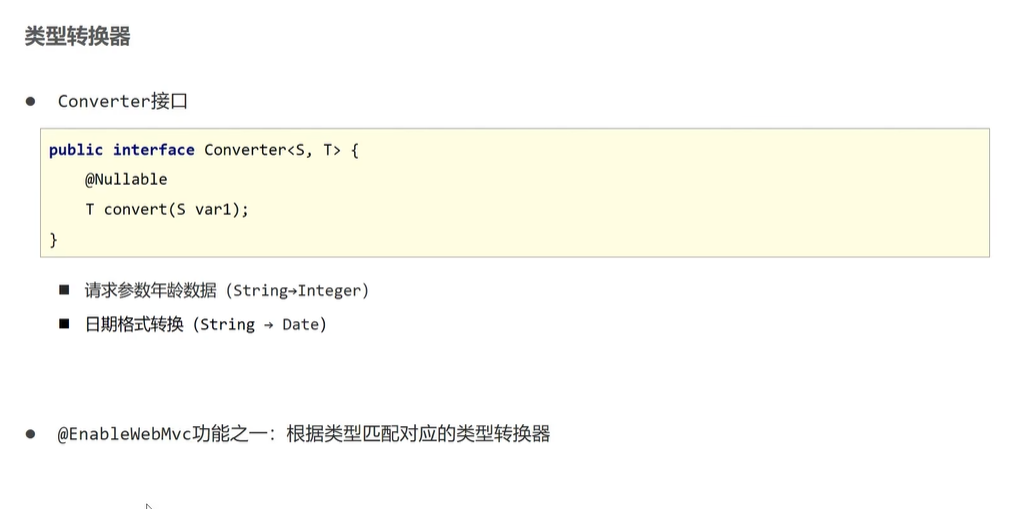 类型转换器
● Converter接口
public interface Converter<S, T> {
@Nullable
T convert(S var1);
}
■ 请求参数年龄数据（String→Integer）
■ 日期格式转换（String → Date）
● @EnableWebMvc功能之一：根据类型匹配对应的类型转换器